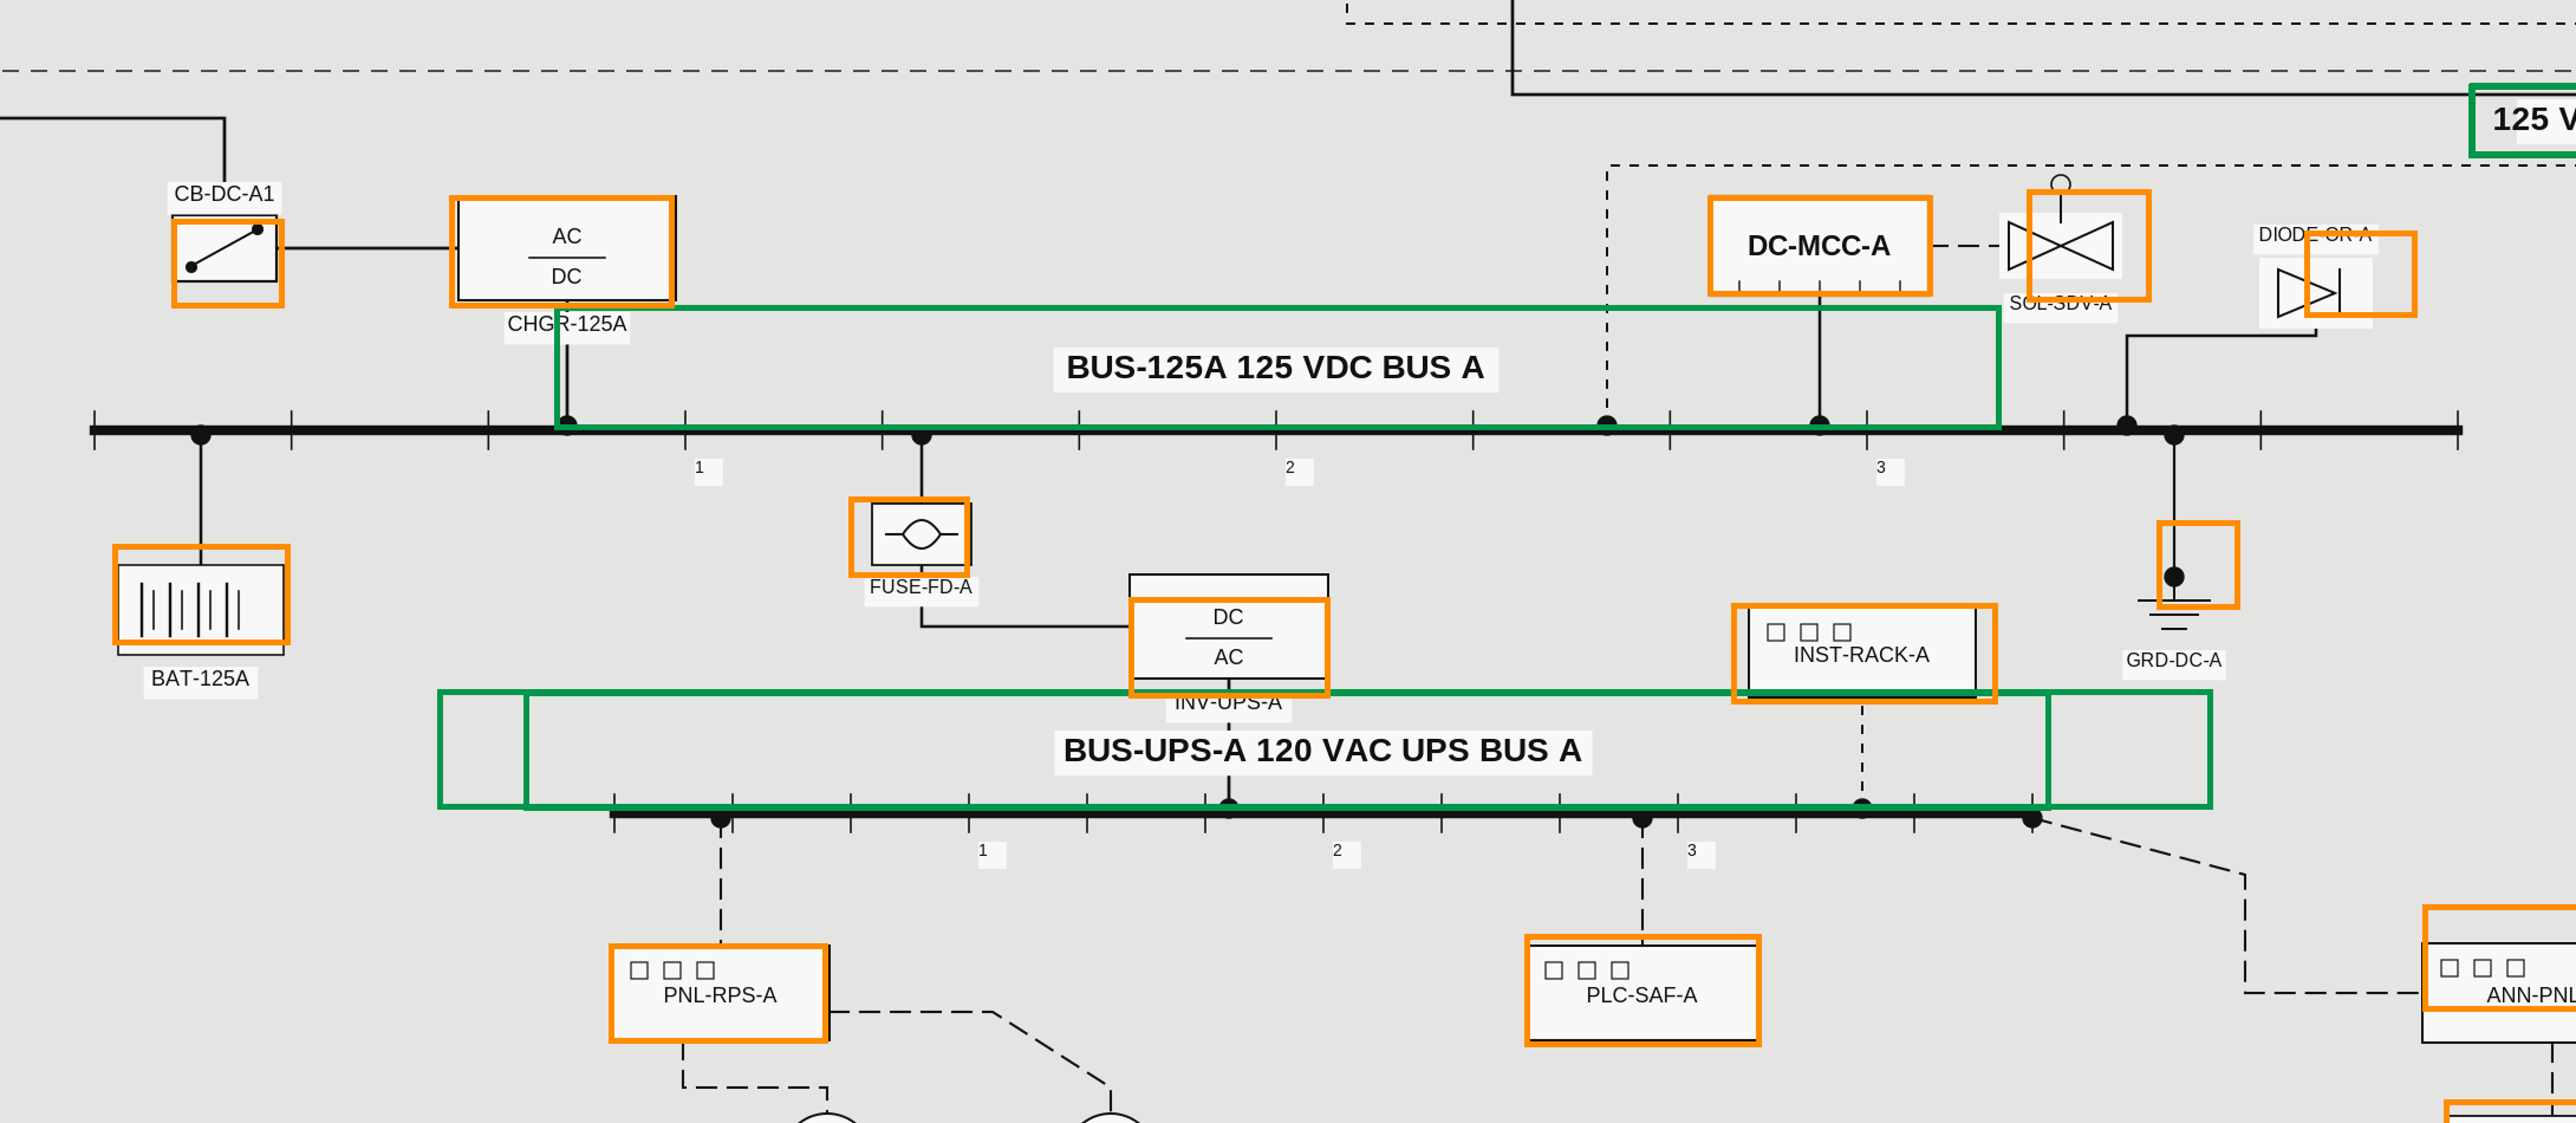 125 V
CB-DC-A1
AC
DC
CHGR-125A
DC-MCC-A
SOL-SDV-A
DIODE-OR-A
BUS-125A 125 VDC BUS A
1
2
3
FUSE-FD-A
BAT-125A
DC
AC
INV-UPS-A
INST-RACK-A
GRD-DC-A
BUS-UPS-A 120 VAC UPS BUS A
1
2
3
PNL-RPS-A
PLC-SAF-A
ANN-PNL